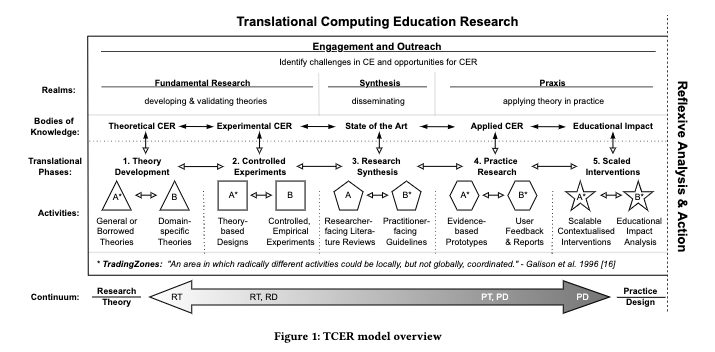 Translational Computing Education Research
Engagement and Outreach
Identify challenges in CE and opportunities for CER
Realms:
Fundamental Research
Synthesis
Praxis
developing & validating theories
disseminating
applying theory in practice
Bodies of
Knowledge:
Theoretical CER
Experimental CER
State of the Art
Applied CER
Educational Impact
Translational
Phases:
1. Theory
Development
2. Controlled
Experiments
3. Research
Synthesis
4. Practice
Research
5. Scaled
Interventions
Activities:
A*
B
A*
B
A
B*
A*
B*
A*
B*
General or
Borrowed
Theories
Domain-
specific
Theories
Theory-
based
Designs
Controlled,
Empirical
Experiments
Researcher-
facing Litera-
ture Reviews
Practitioner-
facing
Guidelines
Evidence-
based
Prototypes
User
Feedback
& Reports
Scalable
Contextualised
Interventions
Educational
Impact
Analysis
* TradingZones: "An area in which radically different activities could be locally, but not globally, coordinated." - Galison et al. 1996 [16]
Reflexive Analysis & Action
Continuum:
Research
Theory
RT
RT, RD
PT, PD
PD
Practice
Design
Figure 1: TCER model overview